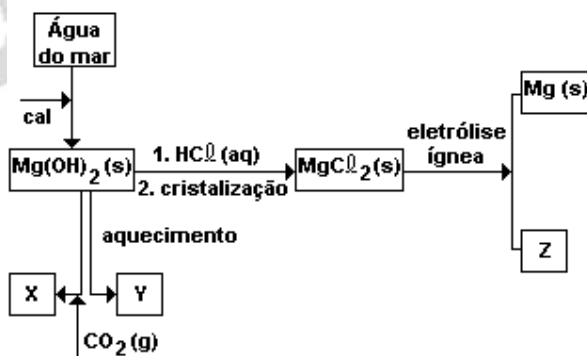 Água
do mar
cal
Mg(OH)₂(s)
1. HCℓ(aq)
2. cristalização
MgCℓ₂(s)
eletrólise
ígnea
Mg (s)
Z
aquecimento
X
Y
CO₂(g)